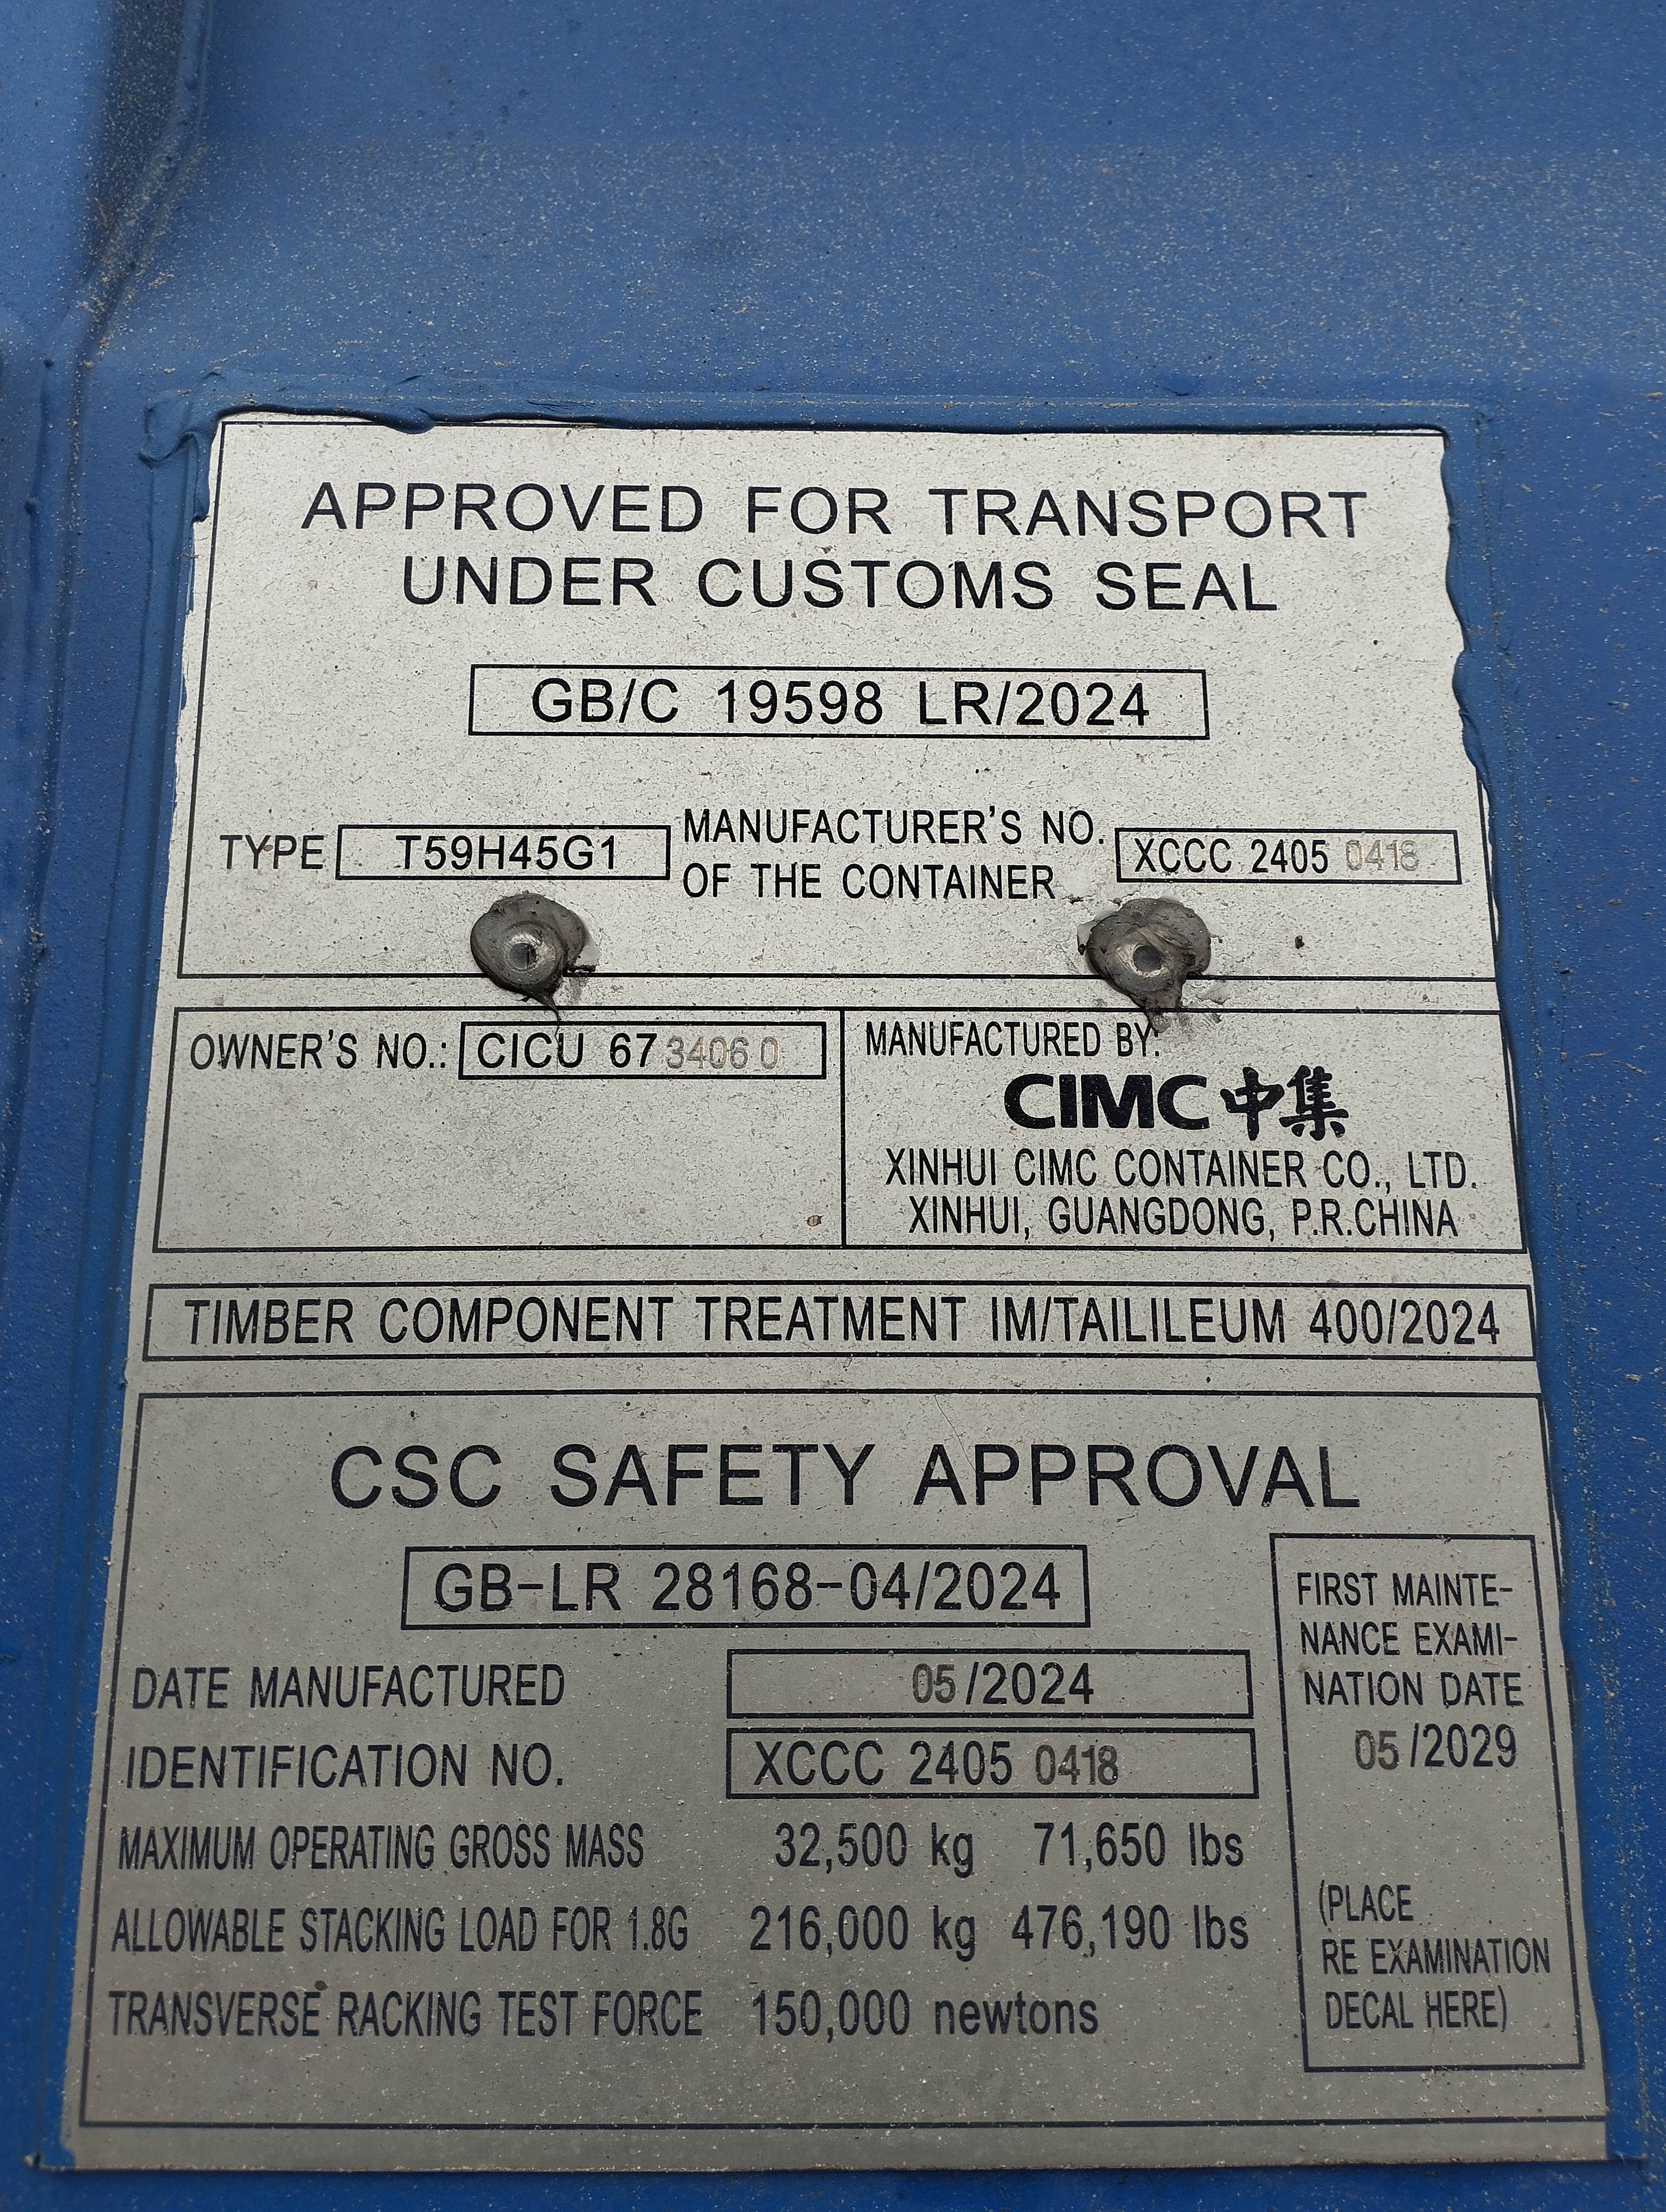 APPROVED FOR TRANSPORT
UNDER CUSTOMS SEAL
GB/C 19598 LR/2024
TYPE T59H45G1 MANUFACTURER'S NO. OF THE CONTAINER XCCC 2405 0418
OWNER'S NO.: CICU 6734060
MANUFACTURED BY:
CIMC中集
XINHUI CIMC CONTAINER CO., LTD.
XINHUI, GUANGDONG, P.R.CHINA
TIMBER COMPONENT TREATMENT IM/TAILILEUM 400/2024
CSC SAFETY APPROVAL
GB-LR 28168-04/2024
DATE MANUFACTURED 05/2024
IDENTIFICATION NO. XCCC 2405 0418
MAXIMUM OPERATING GROSS MASS 32,500 kg 71,650 lbs
ALLOWABLE STACKING LOAD FOR 1.8G 216,000 kg 476,190 lbs
TRANSVERSE RACKING TEST FORCE 150,000 newtons
FIRST MAINTE-
NANCE EXAMI-
NATION DATE
05/2029
(PLACE
RE EXAMINATION
DECAL HERE)